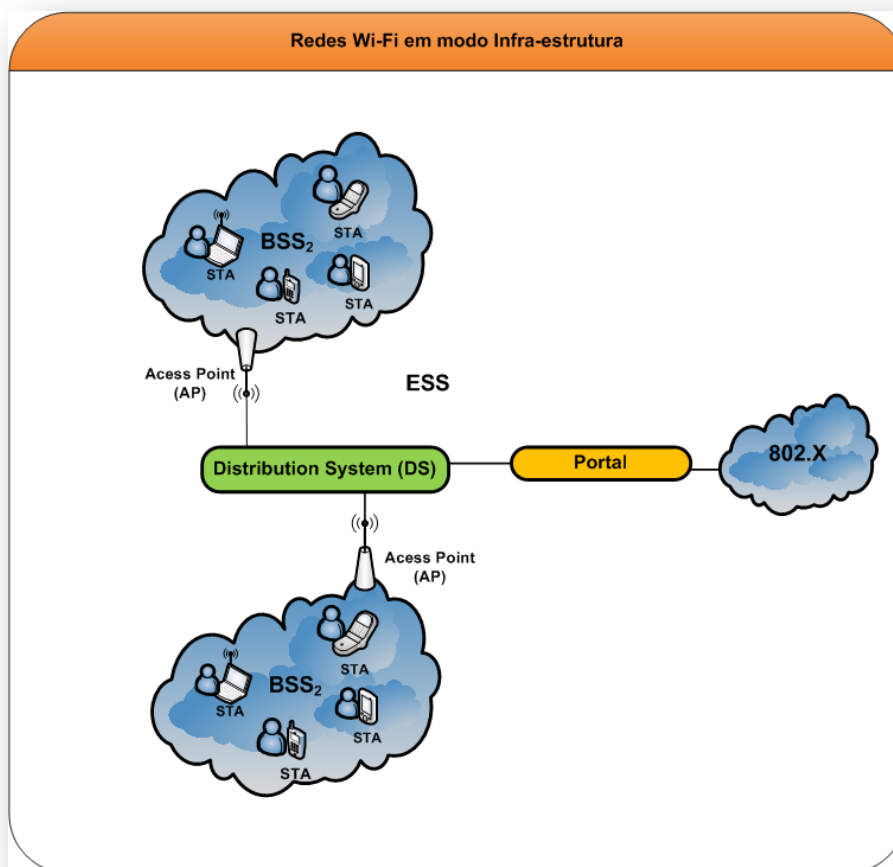 Redes Wi-Fi em modo Infra-estrutura
STA
BSS₂
STA
STA
STA
Acess Point
(AP)
ESS
Distribution System (DS)
Portal
802.X
Acess Point
(AP)
STA
BSS₂
STA
STA
STA